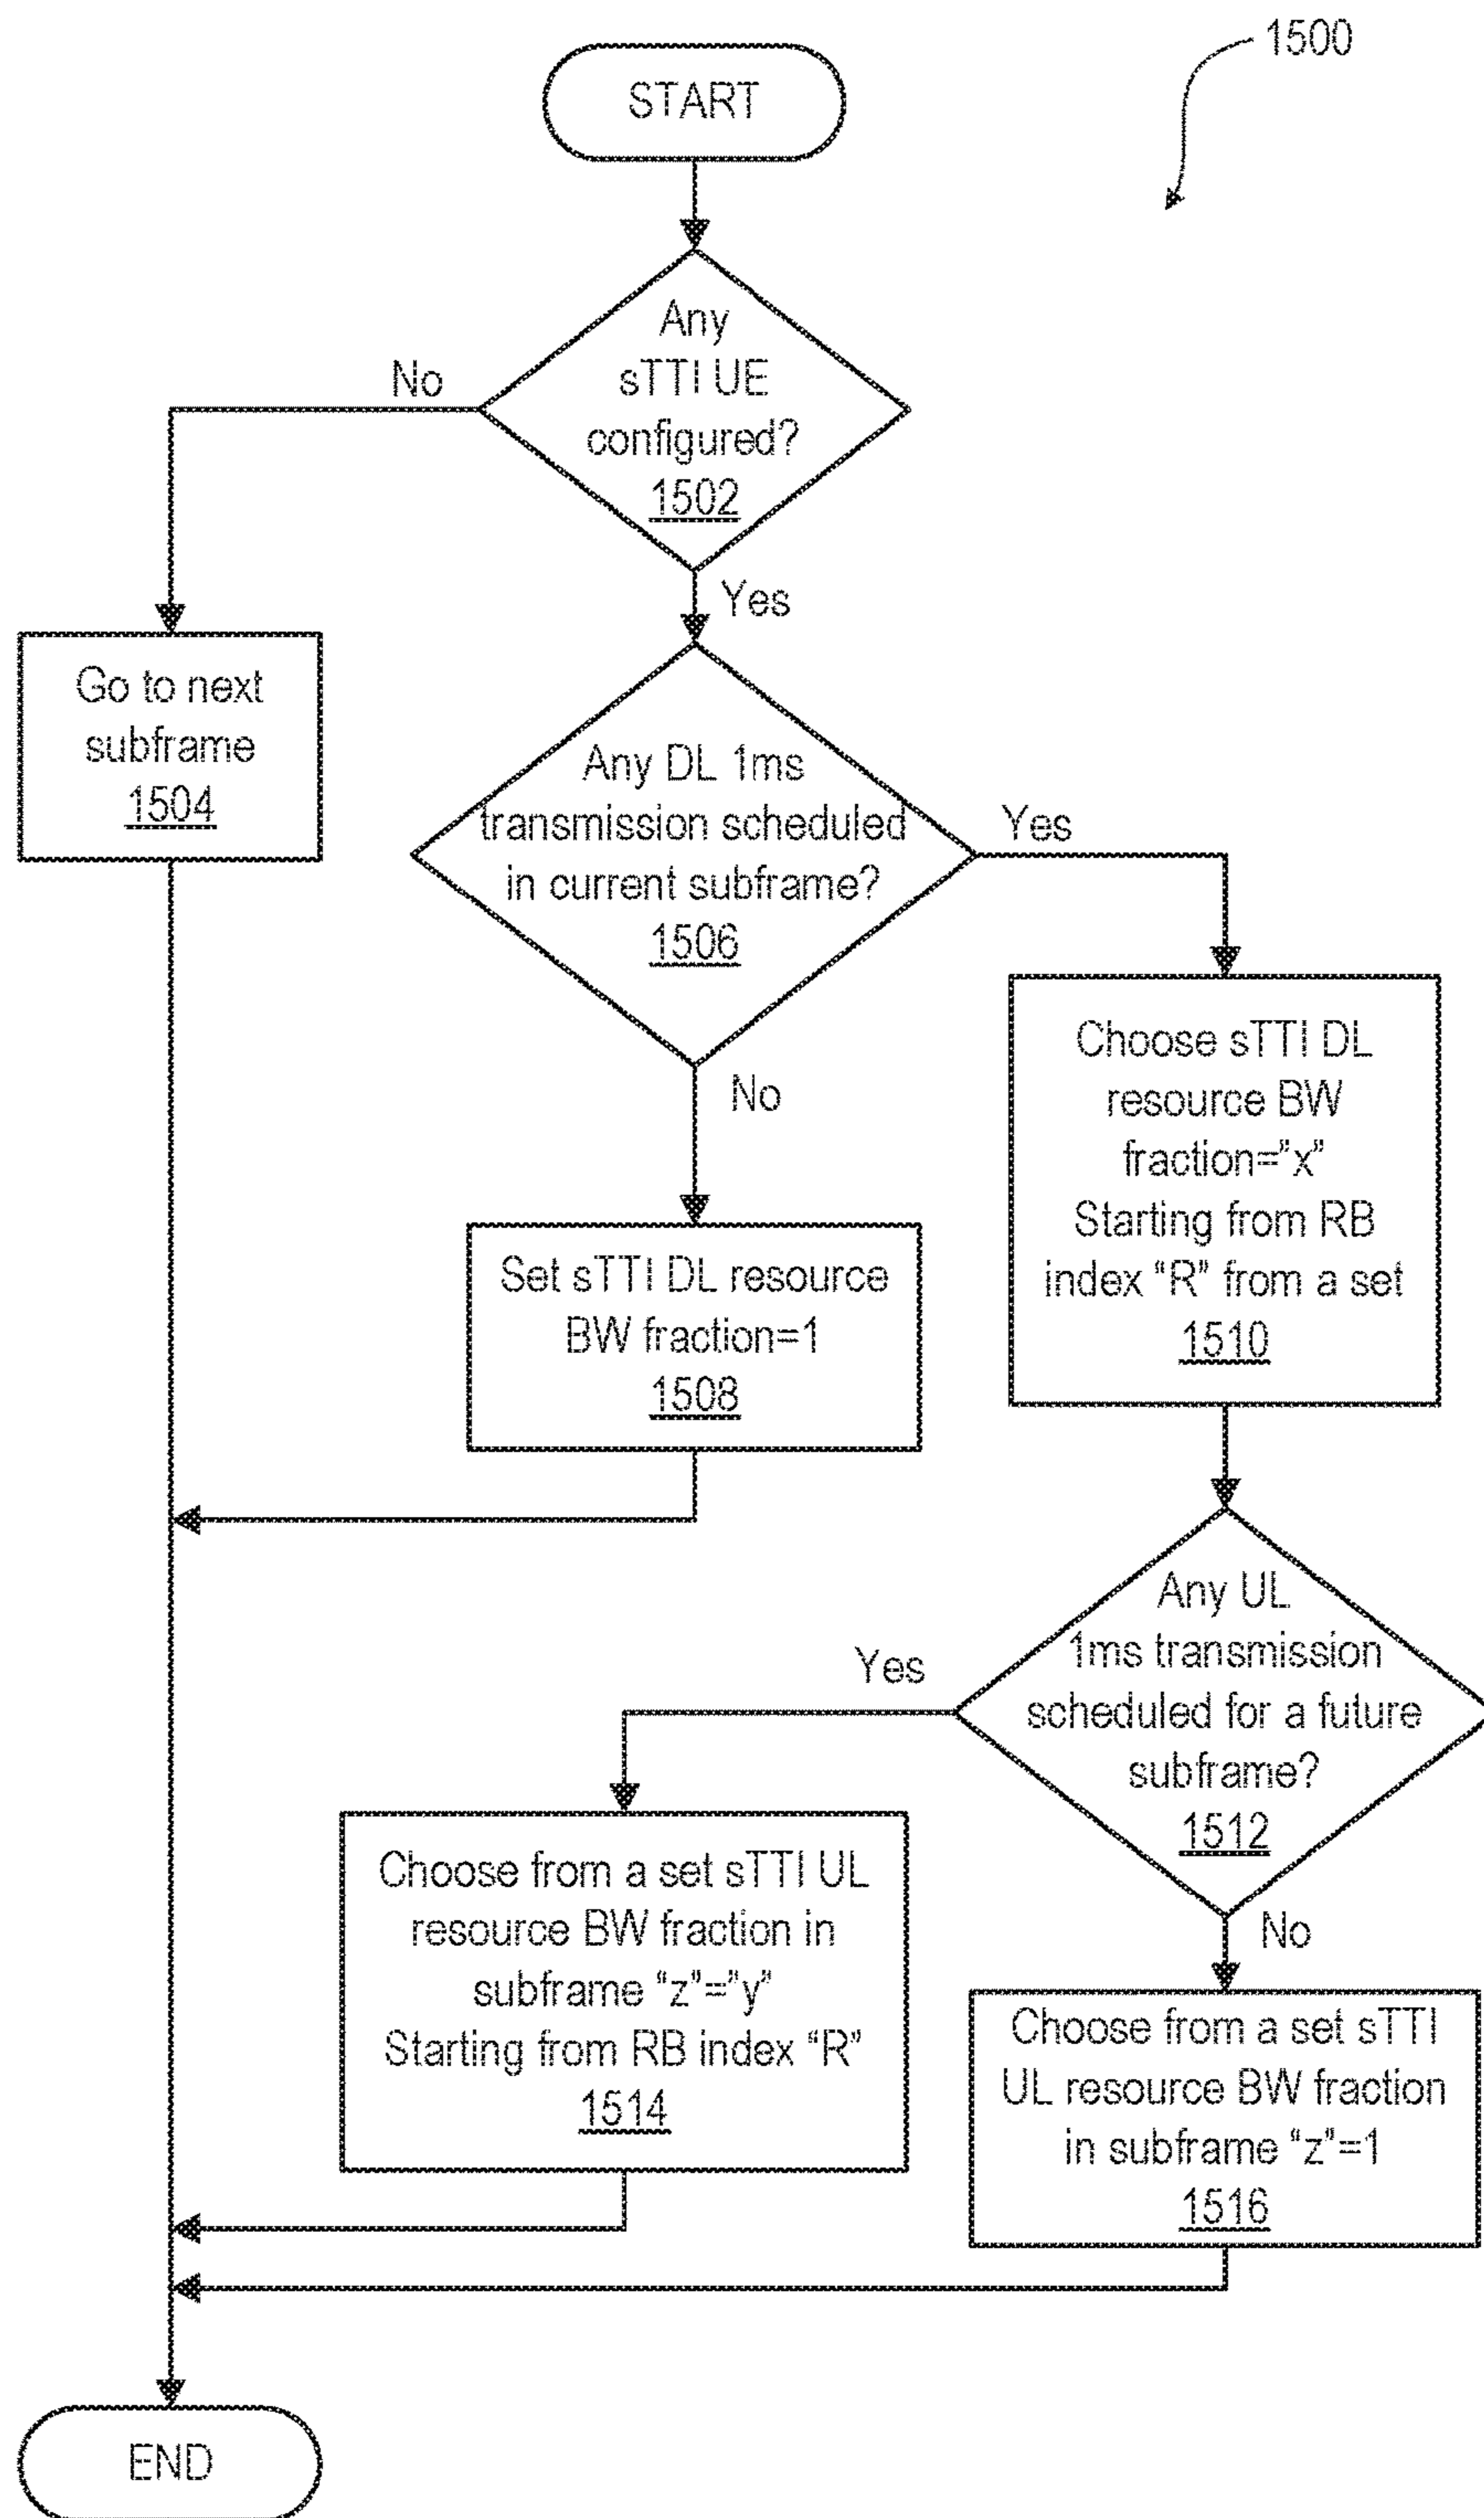 1500
START
Any
sTTI UE
configured?
1502
No
Yes
Go to next
subframe
1504
Any DL 1ms
transmission scheduled
in current subframe?
1506
Yes
No
Choose sTTI DL
resource BW
fraction="x"
Starting from RB
index "R" from a set
1510
Set sTTI DL resource
BW fraction=1
1508
Any UL
1ms transmission
scheduled for a future
subframe?
1512
Yes
No
Choose from a set sTTI UL
resource BW fraction in
subframe "z"="y"
Starting from RB index "R"
1514
Choose from a set sTTI
UL resource BW fraction
in subframe "z"=1
1516
END